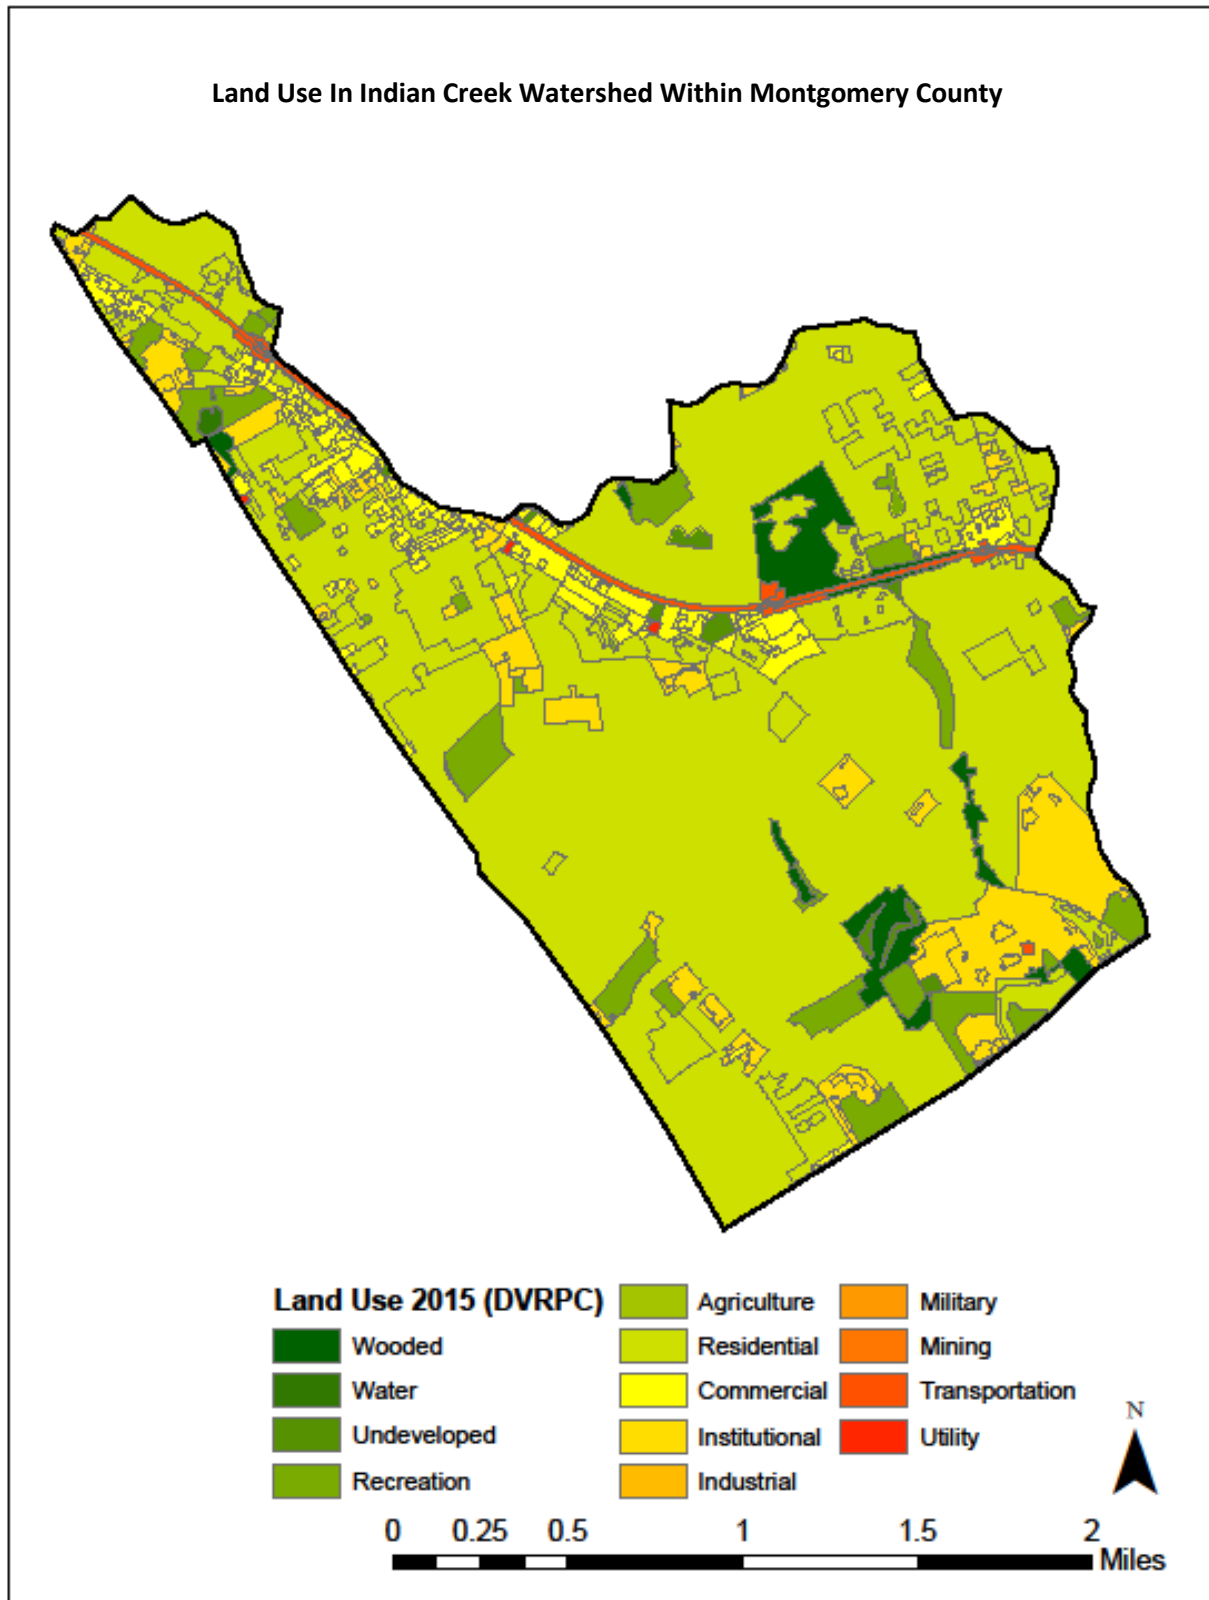 Land Use In Indian Creek Watershed Within Montgomery County
Land Use 2015 (DVRPC)
Wooded
Water
Undeveloped
Recreation
Agriculture
Residential
Commercial
Institutional
Industrial
Military
Mining
Transportation
Utility
N
0 0.25 0.5 1 1.5 2
Miles